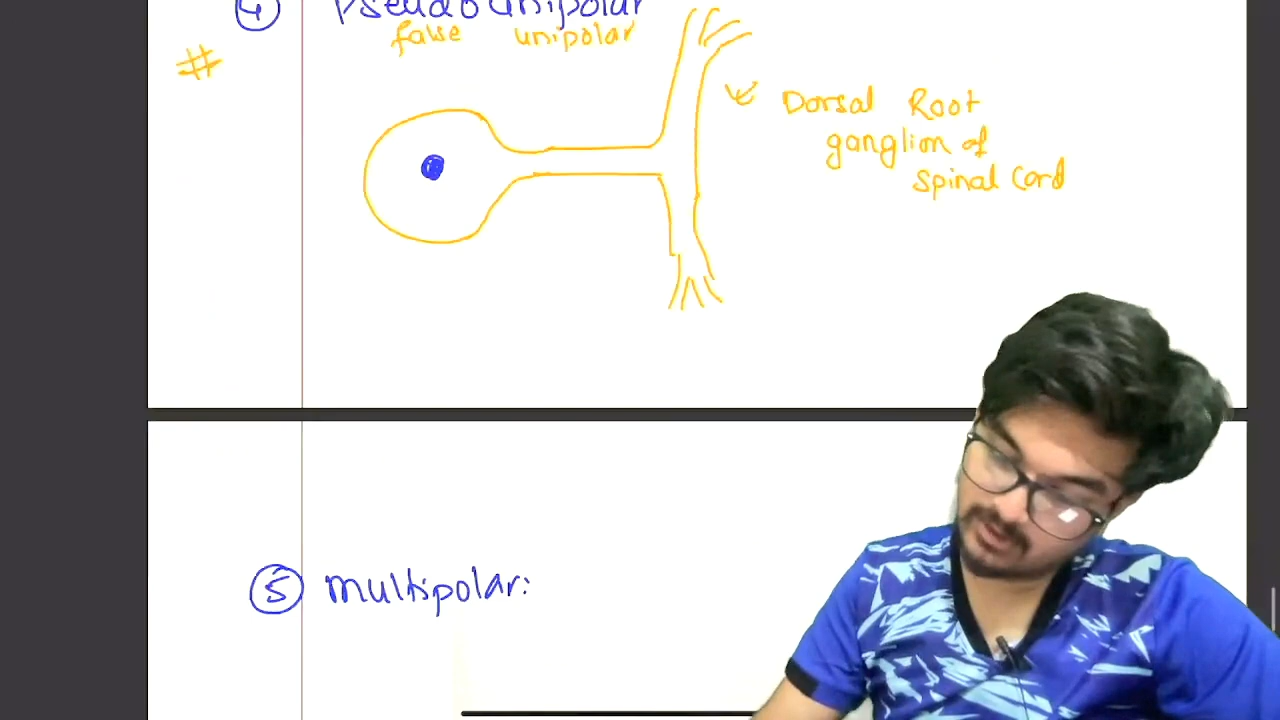 4 Pseudounipolar
false unipolar
#
Dorsal Root
ganglion of
spinal cord
5 multipolar: